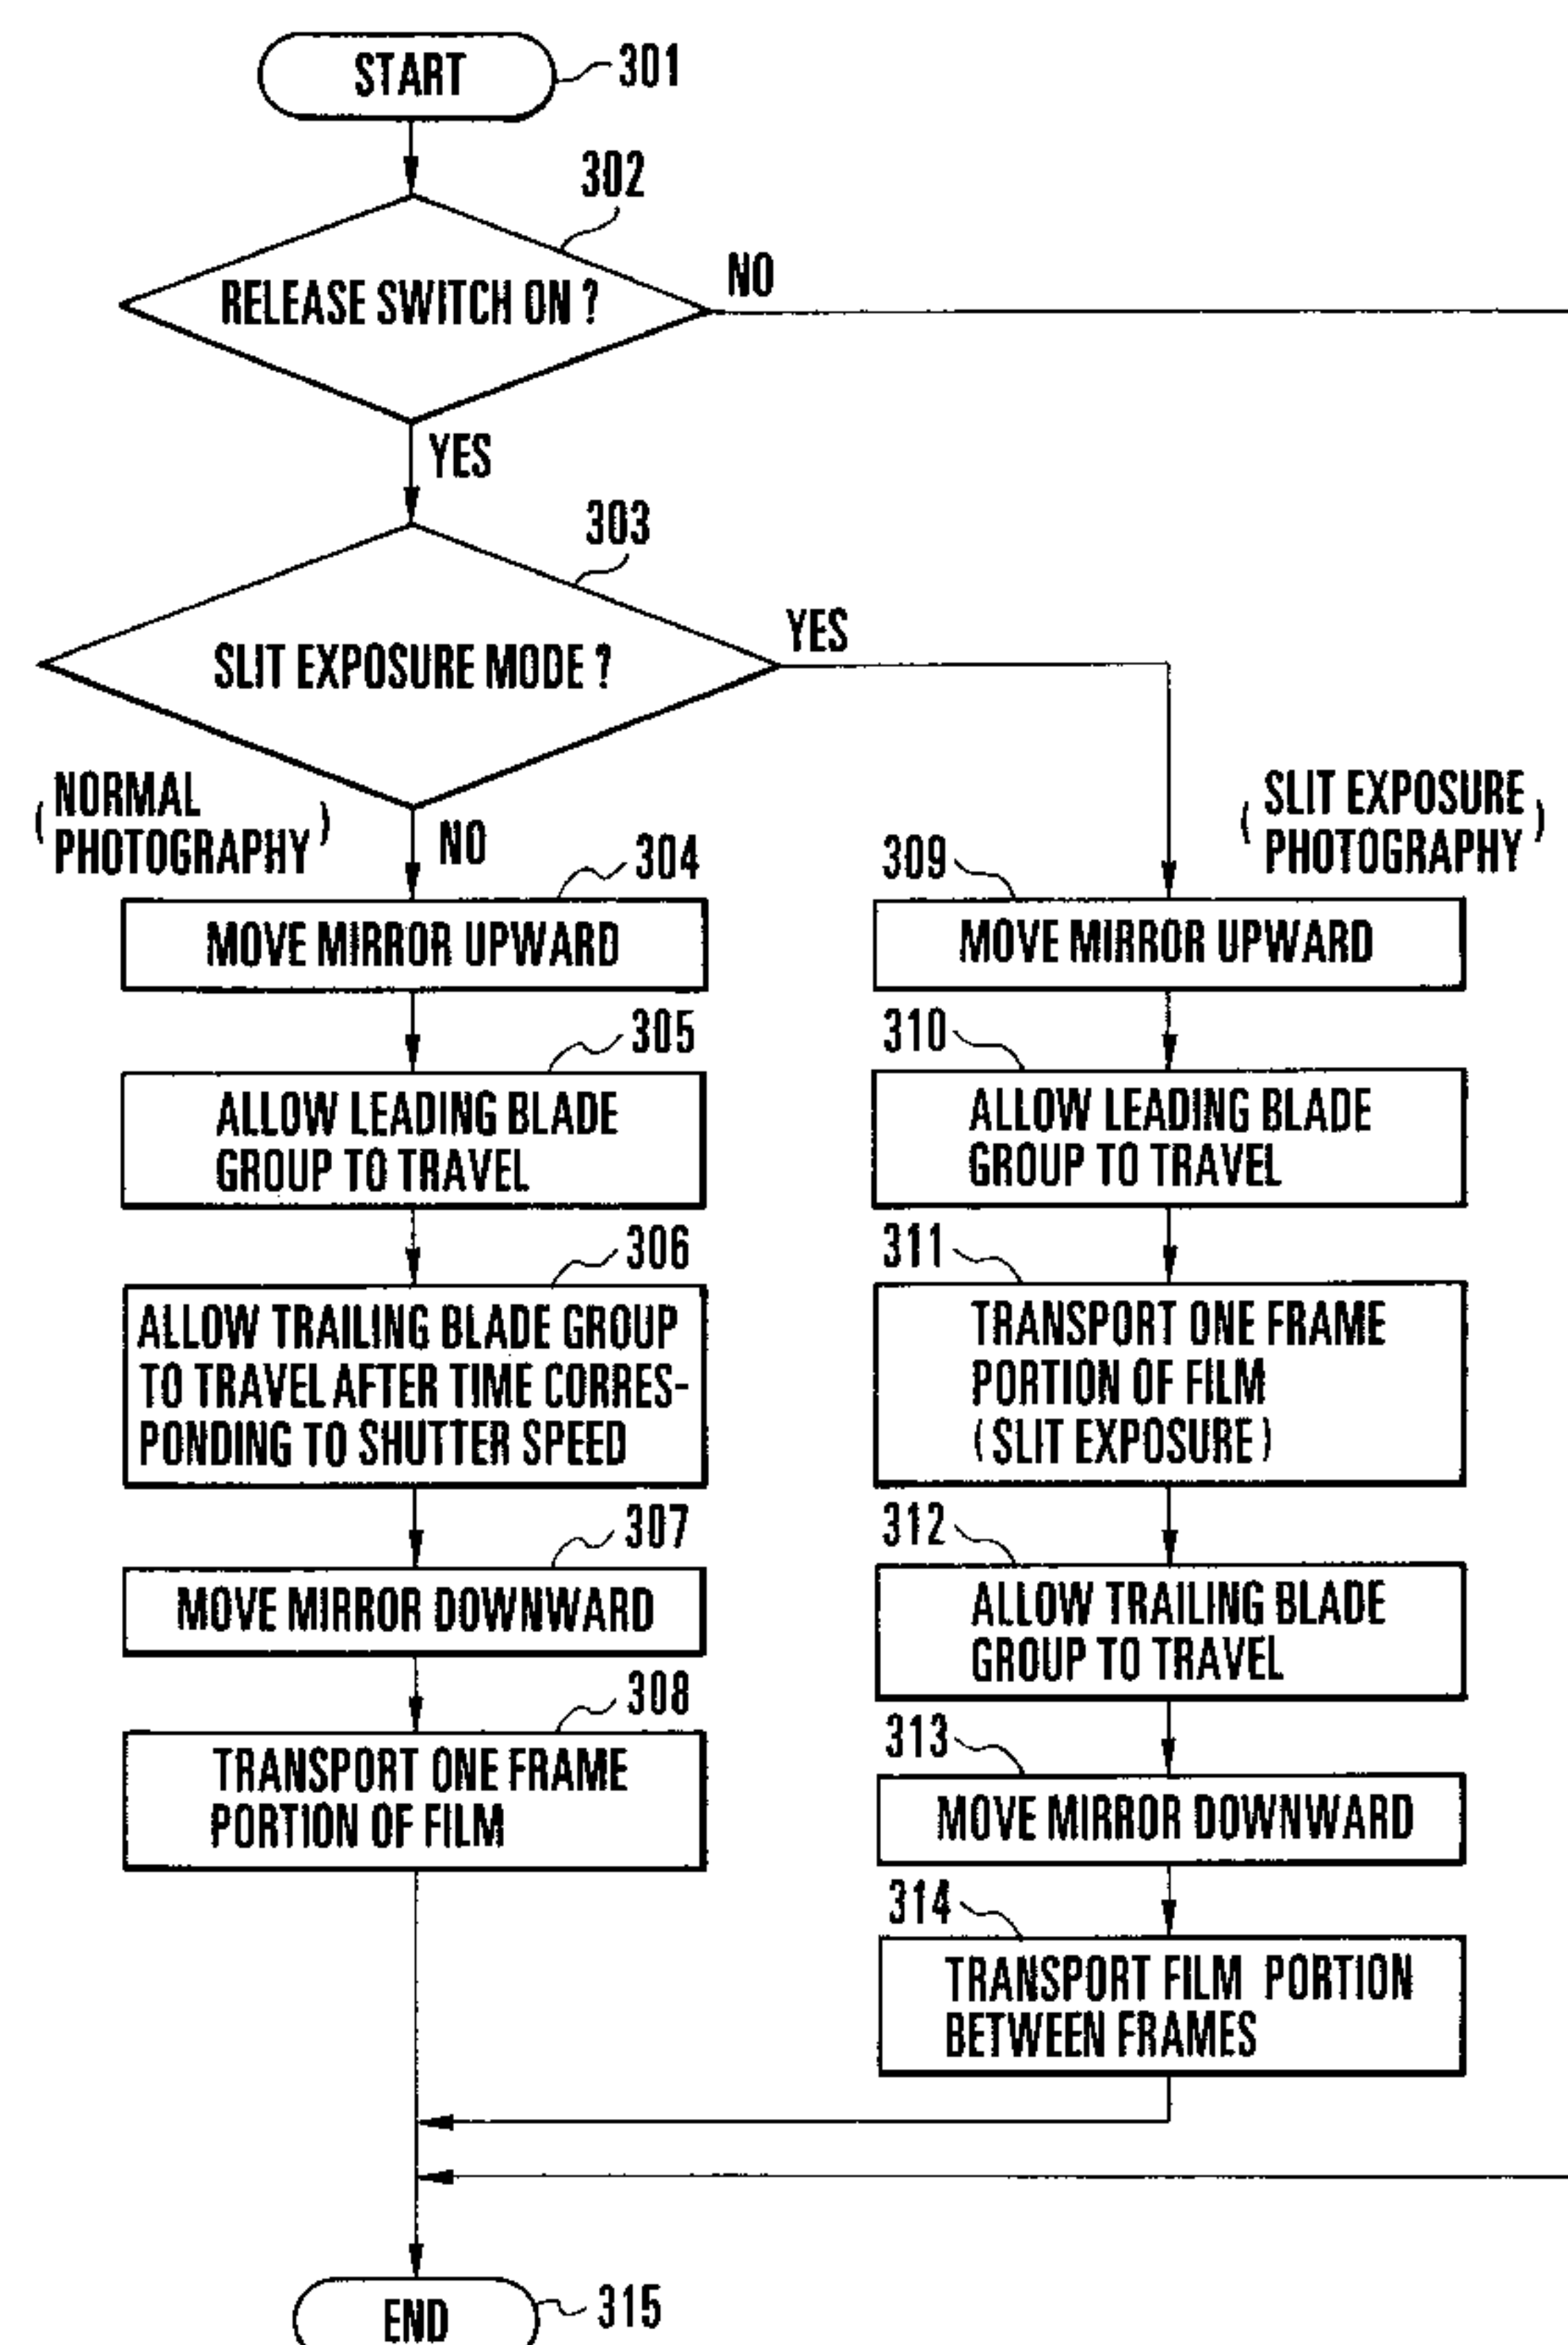 START
301
302
RELEASE SWITCH ON ?
NO
YES
303
SLIT EXPOSURE MODE ?
YES
(NORMAL
PHOTOGRAPHY)
NO
(SLIT EXPOSURE
PHOTOGRAPHY)
304
MOVE MIRROR UPWARD
305
ALLOW LEADING BLADE
GROUP TO TRAVEL
306
ALLOW TRAILING BLADE GROUP
TO TRAVEL AFTER TIME CORRES-
PONDING TO SHUTTER SPEED
307
MOVE MIRROR DOWNWARD
308
TRANSPORT ONE FRAME
PORTION OF FILM
309
MOVE MIRROR UPWARD
310
ALLOW LEADING BLADE
GROUP TO TRAVEL
311
TRANSPORT ONE FRAME
PORTION OF FILM
(SLIT EXPOSURE)
312
ALLOW TRAILING BLADE
GROUP TO TRAVEL
313
MOVE MIRROR DOWNWARD
314
TRANSPORT FILM PORTION
BETWEEN FRAMES
END
315